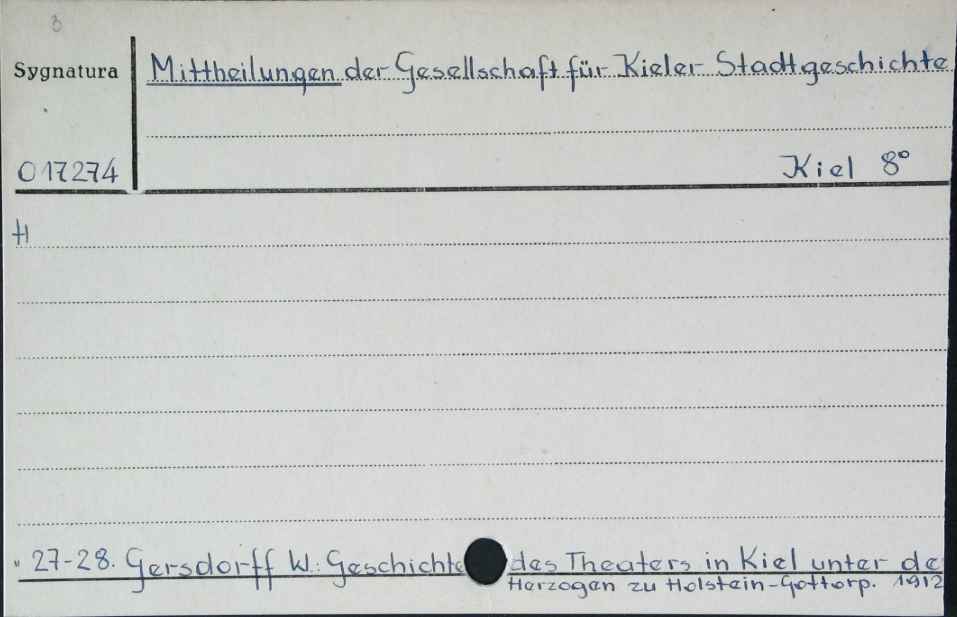 8
Sygnatura
Mittheilungen der Gesellschaft für Kieler Stadtgeschichte
017274
Kiel 8°
H
" 27-28. Gersdorff W.: Geschichte des Theaters in Kiel unter de
Herzogen zu Holstein-Gottorp. 1912